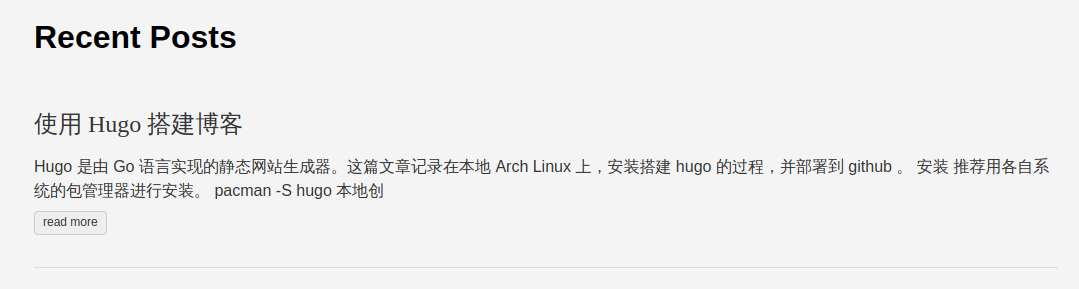 Recent Posts
使用 Hugo 搭建博客
Hugo 是由 Go 语言实现的静态网站生成器。这篇文章记录在本地 Arch Linux 上，安装搭建 hugo 的过程，并部署到 github 。 安装 推荐用各自系
统的包管理器进行安装。 pacman -S hugo 本地创
read more